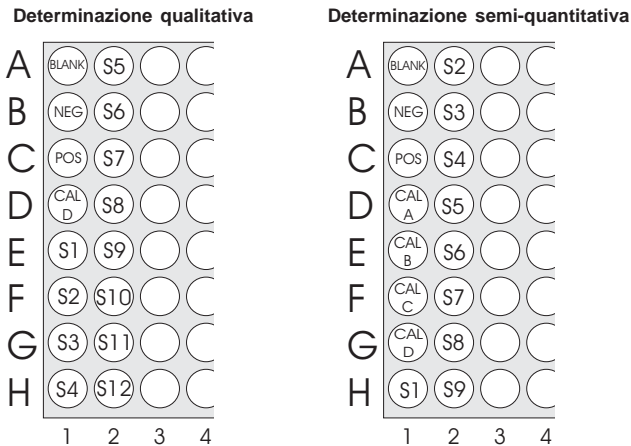 Determinazione qualitativa
A BLANK S5
B NEG S6
C POS S7
D CAL D S8
E S1 S9
F S2 S10
G S3 S11
H S4 S12
1 2 3 4
Determinazione semi-quantitativa
A BLANK S2
B NEG S3
C POS S4
D CAL A S5
E CAL B S6
F CAL C S7
G CAL D S8
H S1 S9
1 2 3 4